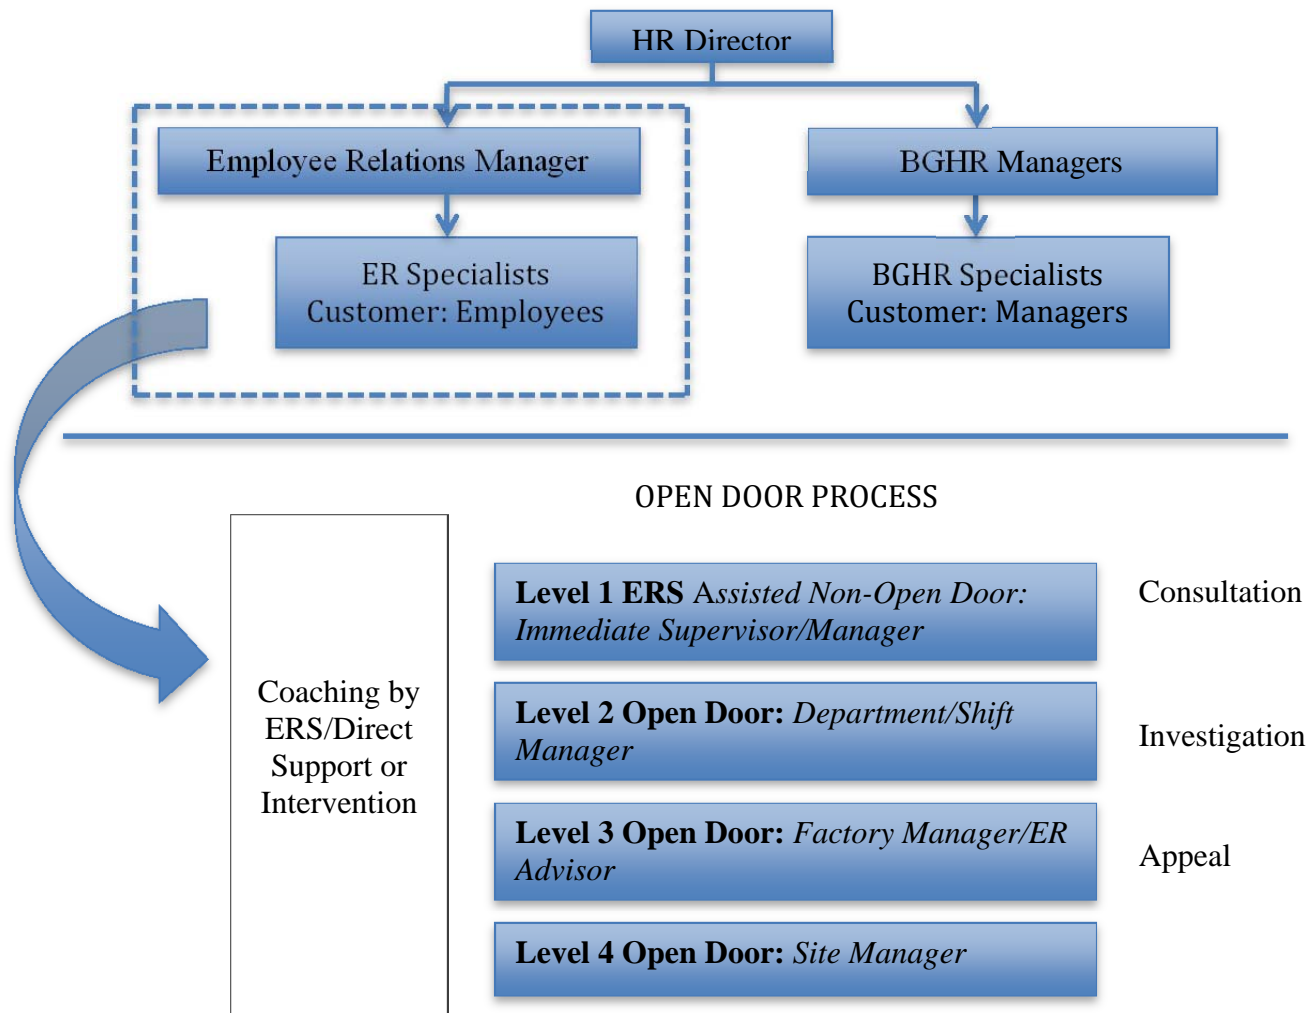 HR Director
Employee Relations Manager
BGHR Managers
ER Specialists
Customer: Employees
BGHR Specialists
Customer: Managers
OPEN DOOR PROCESS
Coaching by
ERS/Direct
Support or
Intervention
Level 1 ERS Assisted Non-Open Door:
Immediate Supervisor/Manager
Consultation
Level 2 Open Door: Department/Shift
Manager
Investigation
Level 3 Open Door: Factory Manager/ER
Advisor
Appeal
Level 4 Open Door: Site Manager